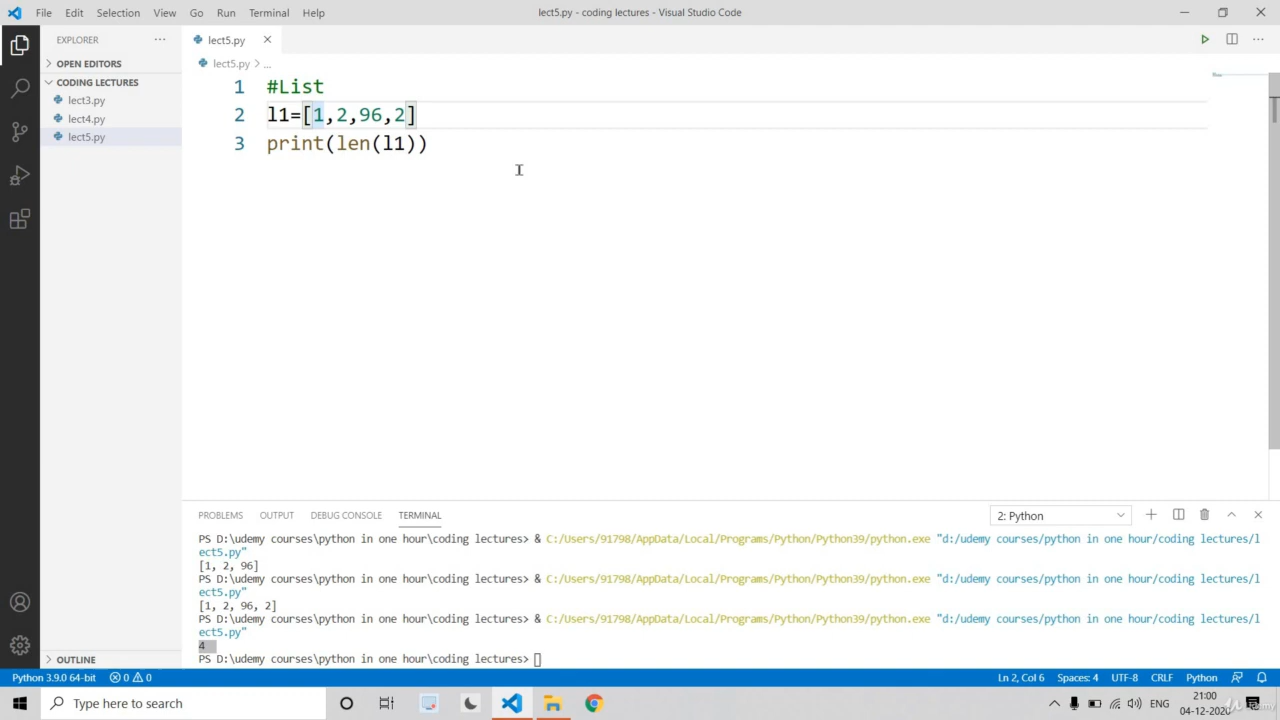 File Edit Selection View Go Run Terminal Help
lect5.py - coding lectures - Visual Studio Code
EXPLORER
OPEN EDITORS
CODING LECTURES
lect3.py
lect4.py
lect5.py
OUTLINE
lect5.py
lect5.py > ...
1 #List
2 l1=[1,2,96,2]
3 print(len(l1))
PROBLEMS OUTPUT DEBUG CONSOLE TERMINAL
2: Python
PS D:\udemy courses\python in one hour\coding lectures> & C:/Users/91798/AppData/Local/Programs/Python/Python39/python.exe "d:/udemy courses/python in one hour/coding lectures/l
ect5.py"
[1, 2, 96]
PS D:\udemy courses\python in one hour\coding lectures> & C:/Users/91798/AppData/Local/Programs/Python/Python39/python.exe "d:/udemy courses/python in one hour/coding lectures/l
ect5.py"
[1, 2, 96, 2]
PS D:\udemy courses\python in one hour\coding lectures> & C:/Users/91798/AppData/Local/Programs/Python/Python39/python.exe "d:/udemy courses/python in one hour/coding lectures/l
ect5.py"
4
PS D:\udemy courses\python in one hour\coding lectures>
Python 3.9.0 64-bit 0 0
Ln 2, Col 6 Spaces: 4 UTF-8 CRLF Python
Type here to search
ENG
21:00
04-12-2020
Udemy